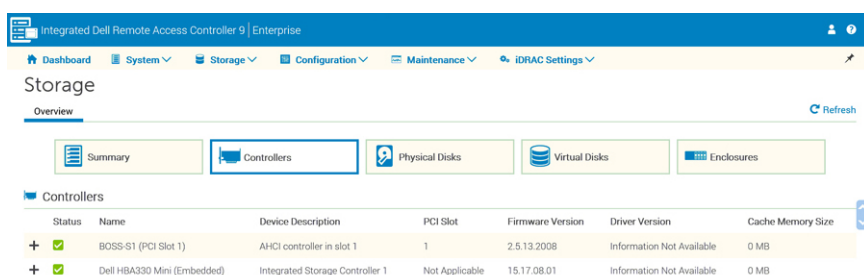 Integrated Dell Remote Access Controller 9 | Enterprise
Dashboard System Storage Configuration Maintenance iDRAC Settings
Storage
Overview Refresh
Summary Controllers Physical Disks Virtual Disks Enclosures
Controllers
Status Name Device Description PCI Slot Firmware Version Driver Version Cache Memory Size
+ BOSS-S1 (PCI Slot 1) AHCI controller in slot 1 1 2.5.13.2008 Information Not Available 0 MB
+ Dell HBA330 Mini (Embedded) Integrated Storage Controller 1 Not Applicable 15.17.08.01 Information Not Available 0 MB